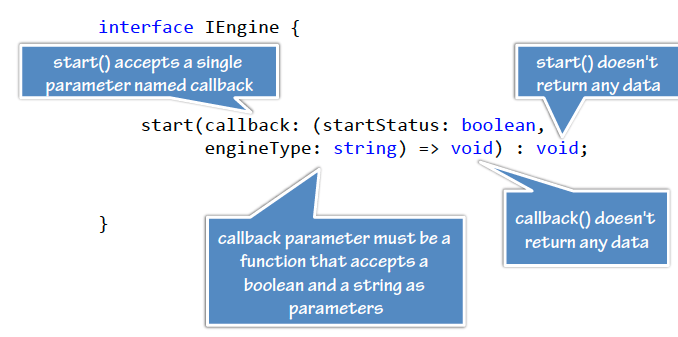 interface IEngine {
start() accepts a single
parameter named callback
start() doesn't
return any data
start(callback: (startStatus: boolean,
engineType: string) => void) : void;
callback() doesn't
return any data
callback parameter must be a
function that accepts a
boolean and a string as
parameters
}